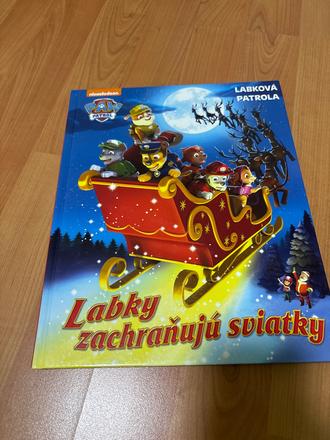 nickelodeon
PAW
PATROL
LABKOVÁ
PATROLA
Labky
zachraňujú sviatky